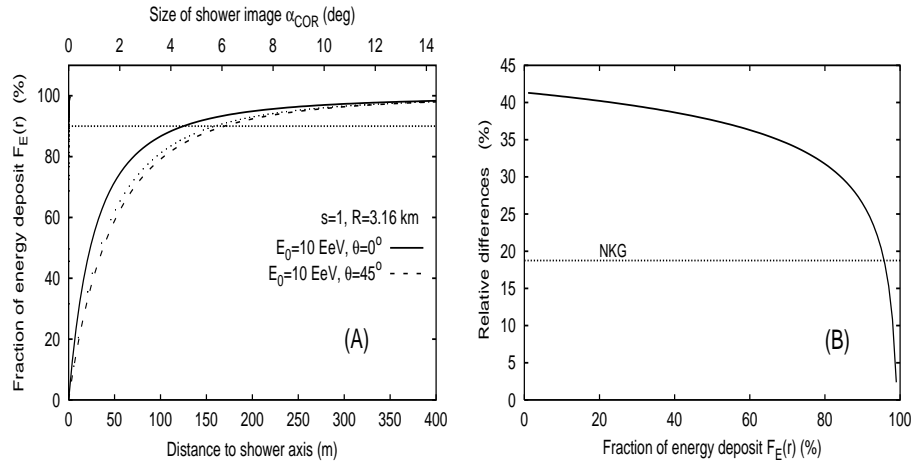 Size of shower image α_COR (deg)
0 2 4 6 8 10 12 14
Fraction of energy deposit F_E(r) (%)
100
80
60
40
20
0
s=1, R=3.16 km
E_0=10 EeV, θ=0°
E_0=10 EeV, θ=45°
(A)
0 50 100 150 200 250 300 350 400
Distance to shower axis (m)
Relative differences (%)
45
40
35
30
25
20
15
10
5
0
NKG
(B)
0 20 40 60 80 100
Fraction of energy deposit F_E(r) (%)